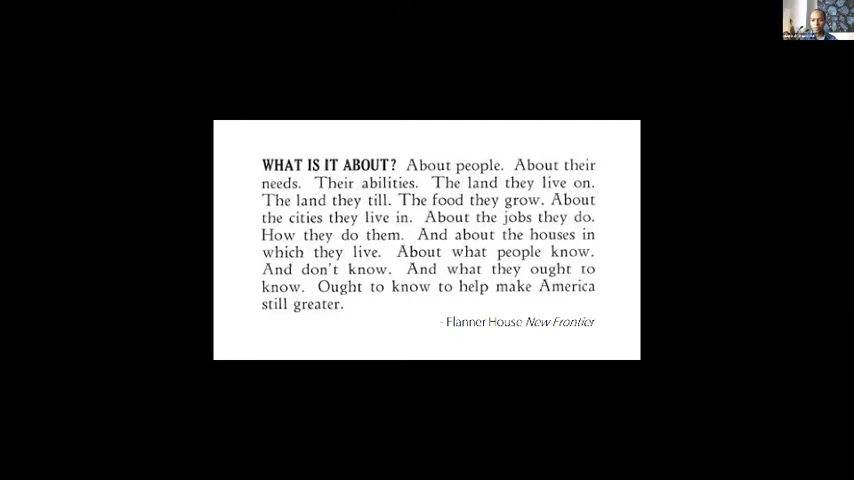 WHAT IS IT ABOUT? About people. About their
needs. Their abilities. The land they live on.
The land they till. The food they grow. About
the cities they live in. About the jobs they do.
How they do them. And about the houses in
which they live. About what people know.
And don't know. And what they ought to
know. Ought to know to help make America
still greater.
- Flanner House New Frontier